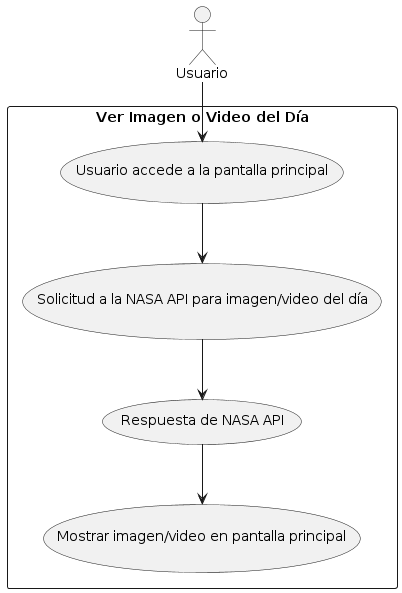 Usuario
Ver Imagen o Video del Día
Usuario accede a la pantalla principal
Solicitud a la NASA API para imagen/video del día
Respuesta de NASA API
Mostrar imagen/video en pantalla principal